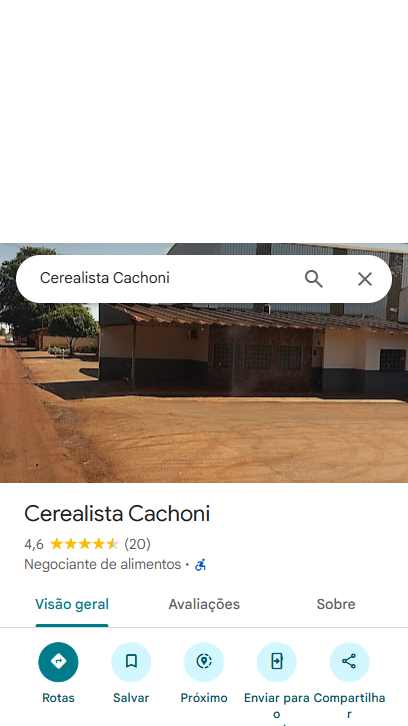 Cerealista Cachoni
Cerealista Cachoni
4,6 (20)
Negociante de alimentos ·
Visão geral Avaliações Sobre
Rotas Salvar Próximo Enviar para o Compartilhar